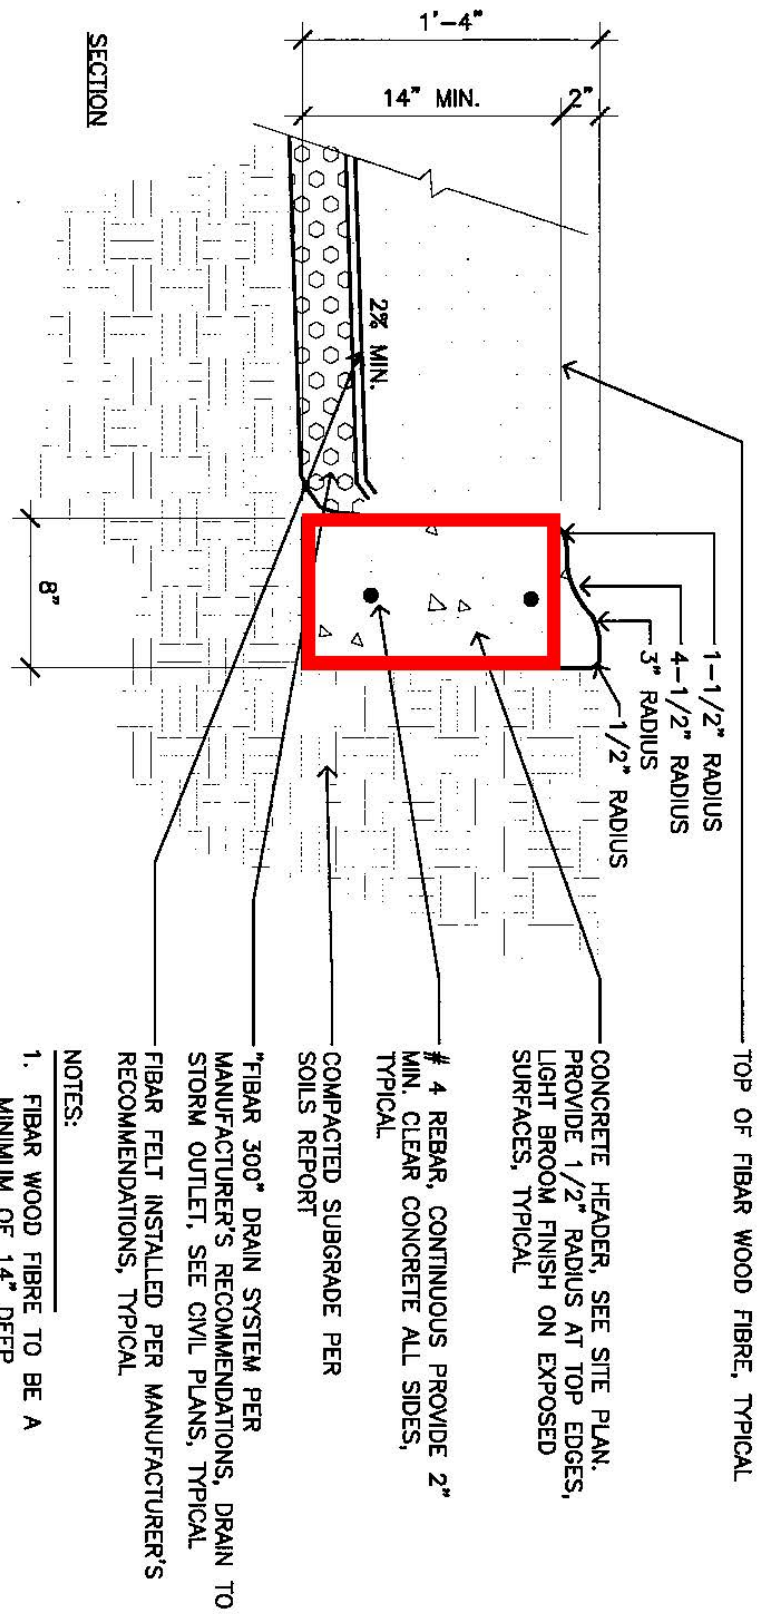 TOP OF FIBAR WOOD FIBRE, TYPICAL
1-1/2" RADIUS
4-1/2" RADIUS
3" RADIUS
1/2" RADIUS
CONCRETE HEADER, SEE SITE PLAN.
PROVIDE 1/2" RADIUS AT TOP EDGES,
LIGHT BROOM FINISH ON EXPOSED
SURFACES, TYPICAL
# 4 REBAR, CONTINUOUS PROVIDE 2"
MIN. CLEAR CONCRETE ALL SIDES,
TYPICAL
COMPACTED SUBGRADE PER
SOILS REPORT
"FIBAR 300" DRAIN SYSTEM PER
MANUFACTURER'S RECOMMENDATIONS, DRAIN TO
STORM OUTLET, SEE CIVIL PLANS, TYPICAL
FIBAR FELT INSTALLED PER MANUFACTURER'S
RECOMMENDATIONS, TYPICAL
2"
14" MIN.
1'-4"
2% MIN.
8"
SECTION
NOTES:
1. FIBAR WOOD FIBRE TO BE A
MINIMUM OF 14" DEEP